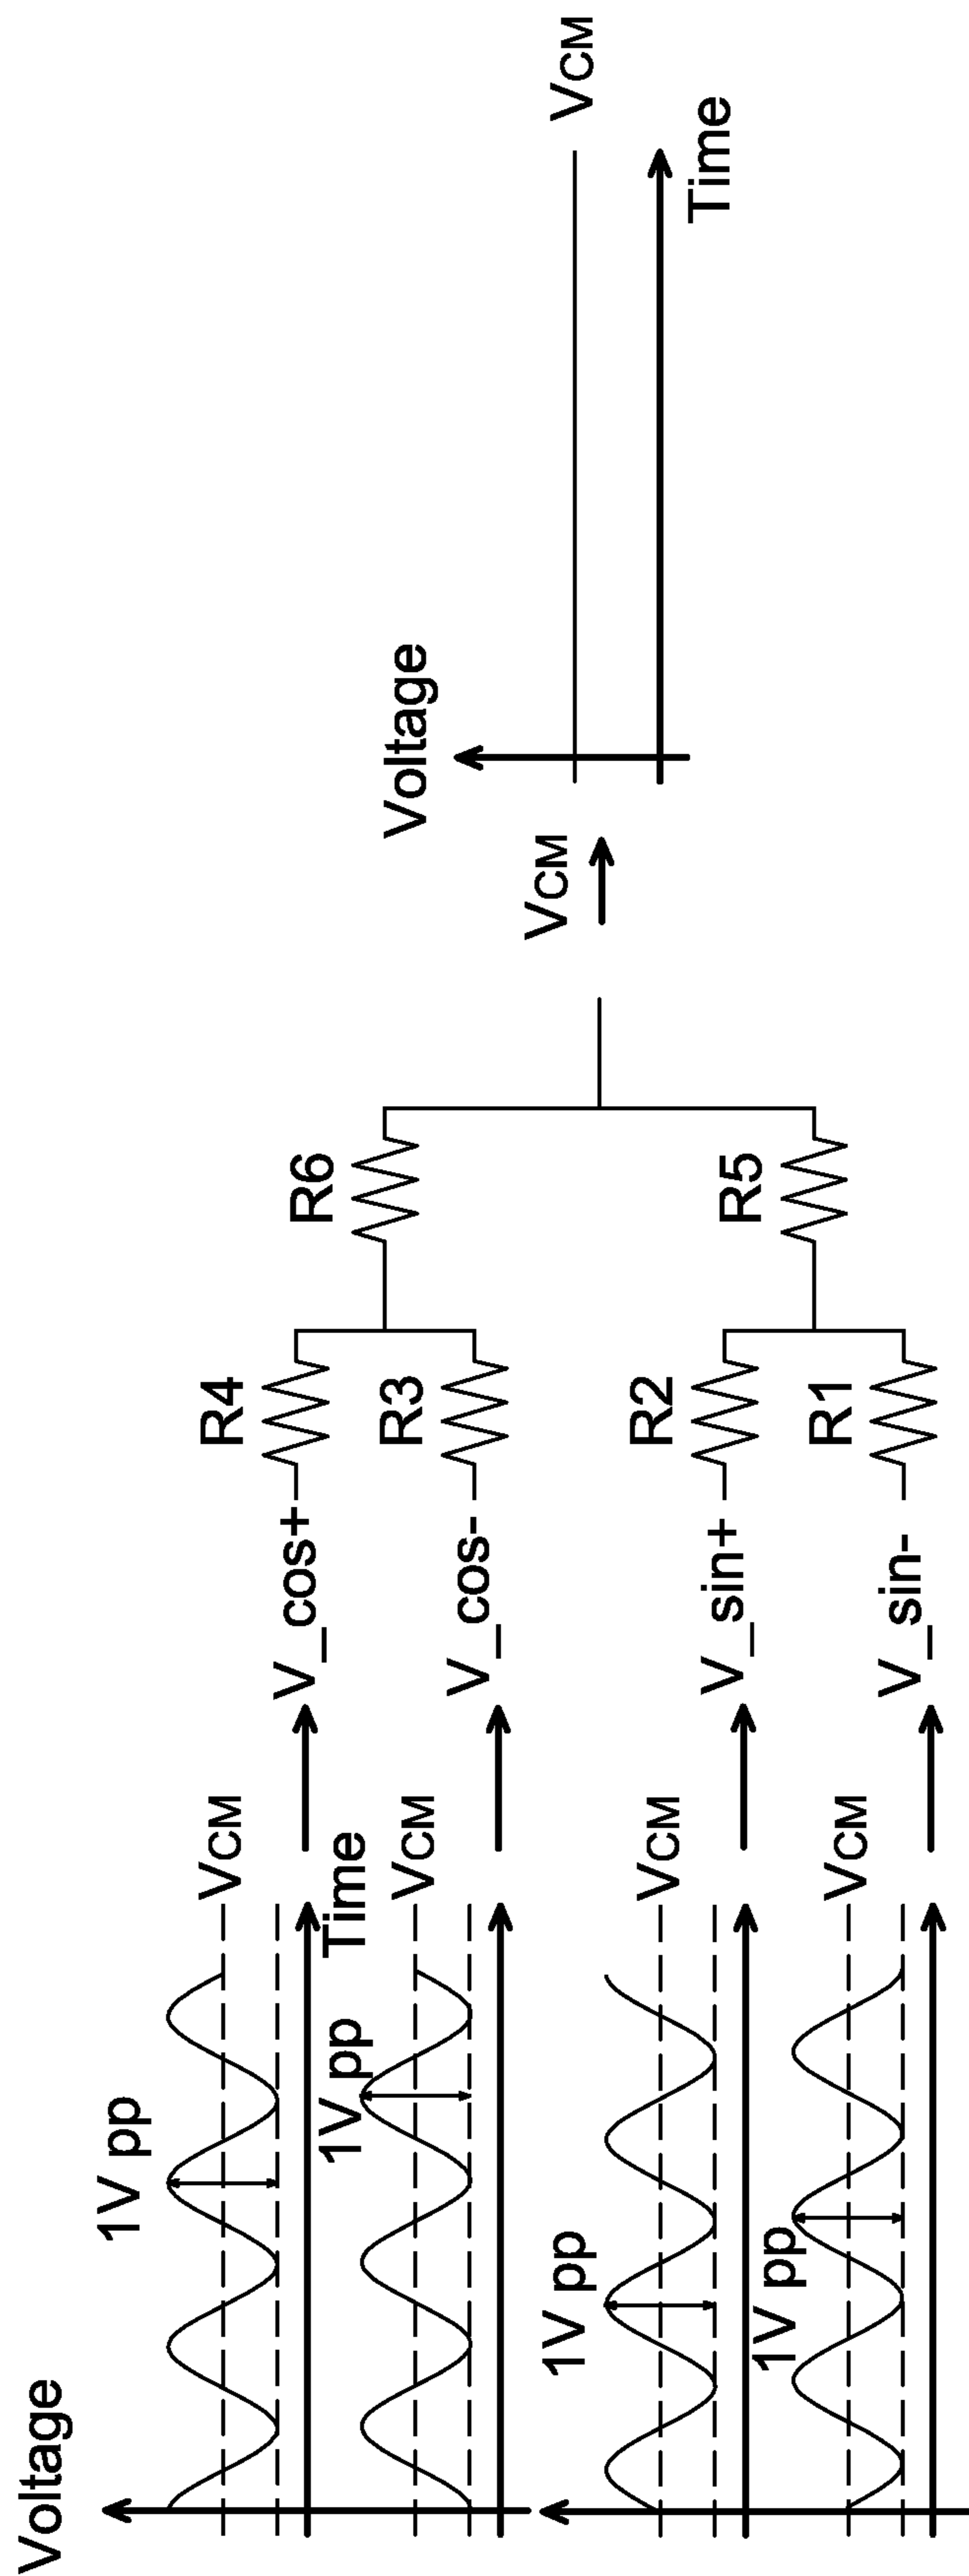 Voltage
1V pp
VCM
Time
V_cos+
R4
1V pp
VCM
V_cos-
R3
R6
1V pp
VCM
V_sin+
R2
1V pp
VCM
V_sin-
R1
R5
VCM
Voltage
VCM
Time